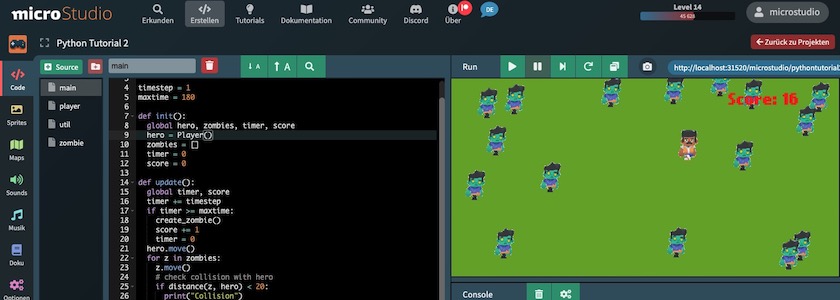 microStudio
Erkunden
Erstellen
Tutorials
Dokumentation
Community
Discord
Über
DE
Level 14
45 628
microstudio
Python Tutorial 2
Zurück zu Projekten
Code
Sprites
Maps
Sounds
Musik
Doku
Optionen
Source
main
player
util
zombie
main
A
A
4 timestep = 1
5 maxtime = 180
6
7 def init():
8 global hero, zombies, timer, score
9 hero = Player()
10 zombies = []
11 timer = 0
12 score = 0
13
14 def update():
15 global timer, score
16 timer += timestep
17 if timer >= maxtime:
18 create_zombie()
19 score += 1
20 timer = 0
21 hero.move()
22 for z in zombies:
23 z.move()
24 # check collision with hero
25 if distance(z, hero) < 20:
26 print("Collision")
Run
http://localhost:31520/microstudio/pythontutorial
Score: 16
Console